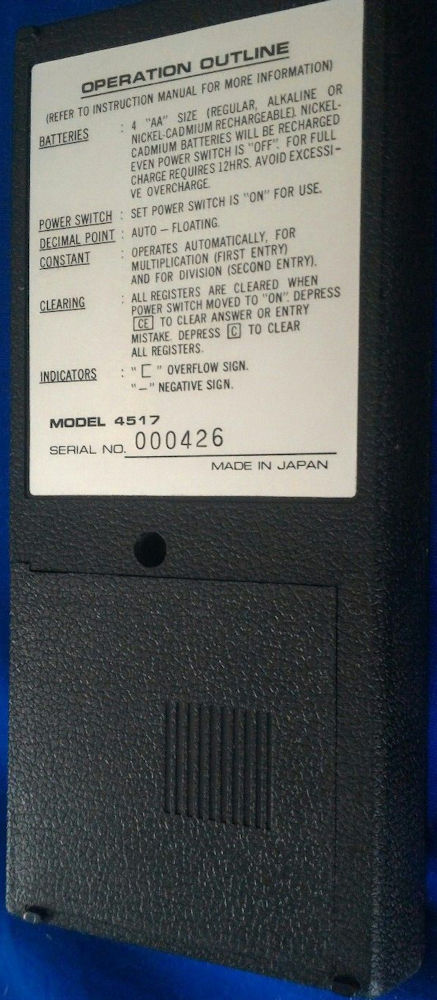 OPERATION OUTLINE
(REFER TO INSTRUCTION MANUAL FOR MORE INFORMATION)
BATTERIES : 4 "AA" SIZE (REGULAR, ALKALINE OR
NICKEL-CADMIUM RECHARGEABLE). NICKEL-
CADMIUM BATTERIES WILL BE RECHARGED
EVEN POWER SWITCH IS "OFF". FOR FULL
CHARGE REQUIRES 12HRS. AVOID EXCESSI-
VE OVERCHARGE.
POWER SWITCH : SET POWER SWITCH IS "ON" FOR USE.
DECIMAL POINT : AUTO – FLOATING.
CONSTANT : OPERATES AUTOMATICALLY, FOR
MULTIPLICATION (FIRST ENTRY)
AND FOR DIVISION (SECOND ENTRY).
CLEARING : ALL REGISTERS ARE CLEARED WHEN
POWER SWITCH MOVED TO "ON". DEPRESS
CE TO CLEAR ANSWER OR ENTRY
MISTAKE. DEPRESS C TO CLEAR
ALL REGISTERS.
INDICATORS : "⊏" OVERFLOW SIGN.
"–" NEGATIVE SIGN.
MODEL 4517
SERIAL NO. 000426
MADE IN JAPAN